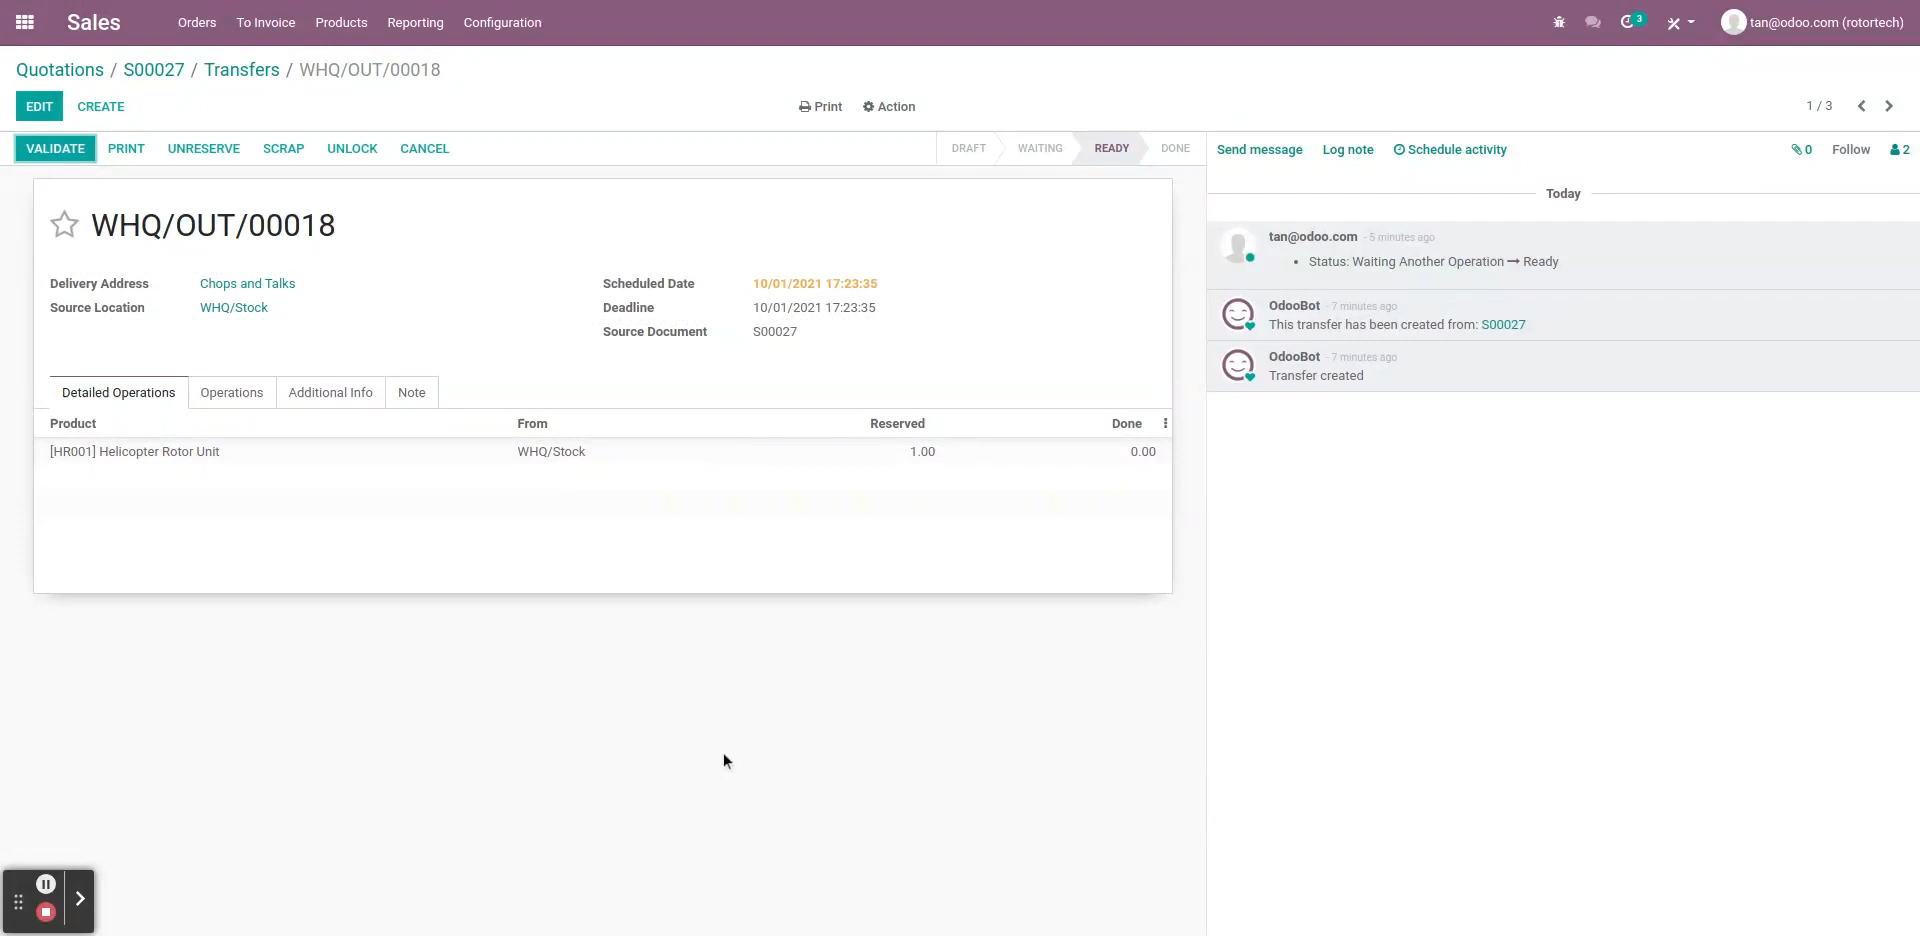 Sales Orders To Invoice Products Reporting Configuration 3 tan@odoo.com (rotortech)
Quotations / S00027 / Transfers / WHQ/OUT/00018
EDIT CREATE Print Action 1 / 3
VALIDATE PRINT UNRESERVE SCRAP UNLOCK CANCEL DRAFT WAITING READY DONE
Send message Log note Schedule activity 0 Follow 2
WHQ/OUT/00018
Delivery Address Chops and Talks
Source Location WHQ/Stock
Scheduled Date 10/01/2021 17:23:35
Deadline 10/01/2021 17:23:35
Source Document S00027
Detailed Operations Operations Additional Info Note
Product From Reserved Done
[HR001] Helicopter Rotor Unit WHQ/Stock 1.00 0.00
Today
tan@odoo.com - 5 minutes ago
• Status: Waiting Another Operation → Ready
OdooBot - 7 minutes ago
This transfer has been created from: S00027
OdooBot - 7 minutes ago
Transfer created